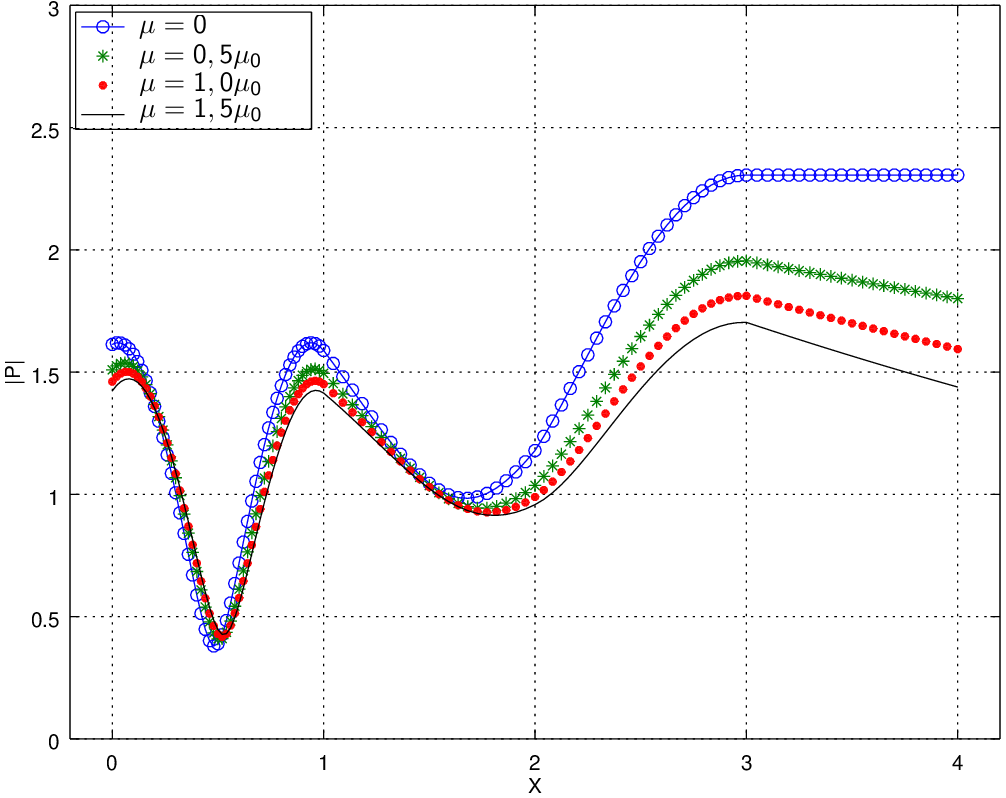 3
μ = 0
μ = 0, 5μ₀
μ = 1, 0μ₀
μ = 1, 5μ₀
2.5
2
1.5
|P|
1
0.5
0
0 1 2 3 4
X